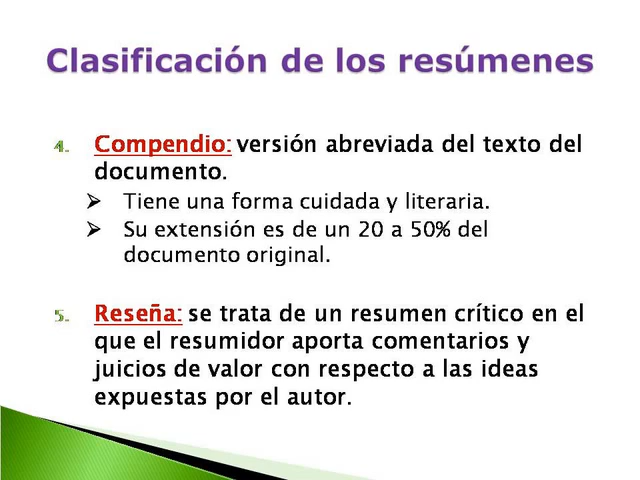 Clasificación de los resúmenes
4. Compendio: versión abreviada del texto del
documento.
➢ Tiene una forma cuidada y literaria.
➢ Su extensión es de un 20 a 50% del
documento original.
5. Reseña: se trata de un resumen crítico en el
que el resumidor aporta comentarios y
juicios de valor con respecto a las ideas
expuestas por el autor.